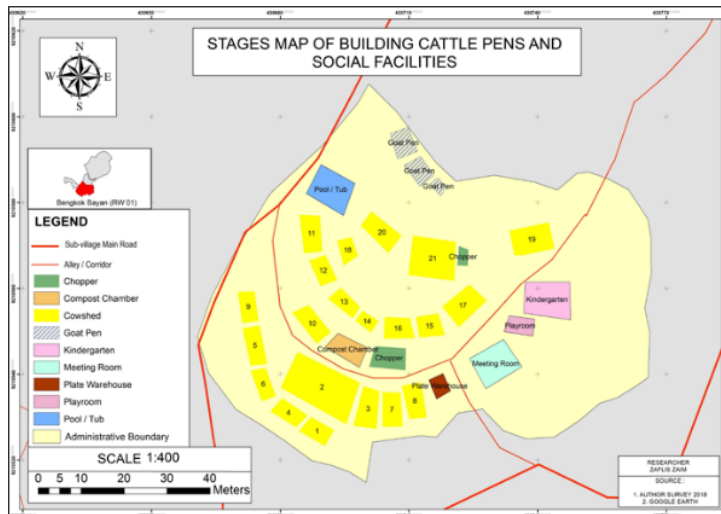 STAGES MAP OF BUILDING CATTLE PENS AND
SOCIAL FACILITIES
N
W
E
S
Bengkok Bayan (RW 01)
LEGEND
Sub-village Main Road
Alley / Corridor
Chopper
Compost Chamber
Cowshed
Goat Pen
Kindergarten
Meeting Room
Plate Warehouse
Playroom
Pool / Tub
Administrative Boundary
SCALE 1:400
0 5 10 20 30 40
Meters
Goat Pen
Goat Pen
Goat Pen
Pool / Tub
11
18
20
21
Chopper
19
12
9
13
14
16
15
17
Kindergarten
Playroom
10
5
Compost Chamber
Chopper
Meeting Room
6
2
Plate Warehouse
4
1
3
7
8
RESEARCHER
ZAFLIS ZAIM
SOURCE :
1. AUTHOR SURVEY 2018
2. GOOGLE EARTH